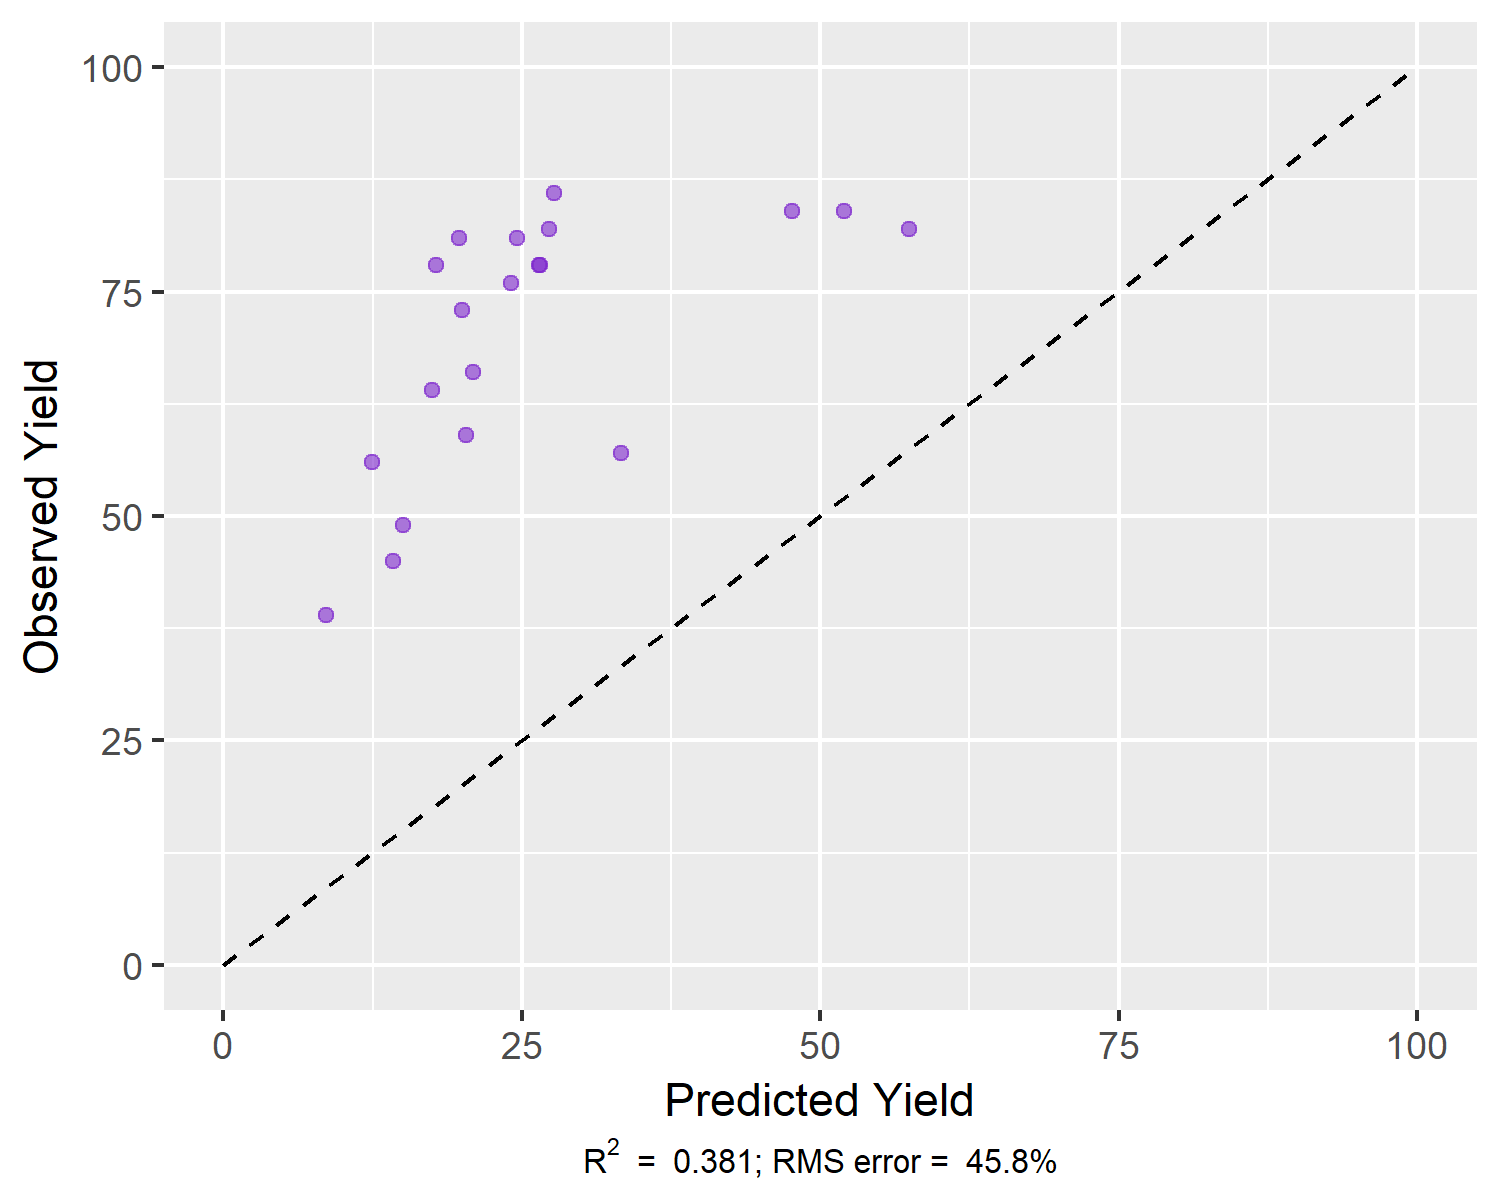 100
75
50
25
0
Observed Yield
0 25 50 75 100
Predicted Yield
R² = 0.381; RMS error = 45.8%